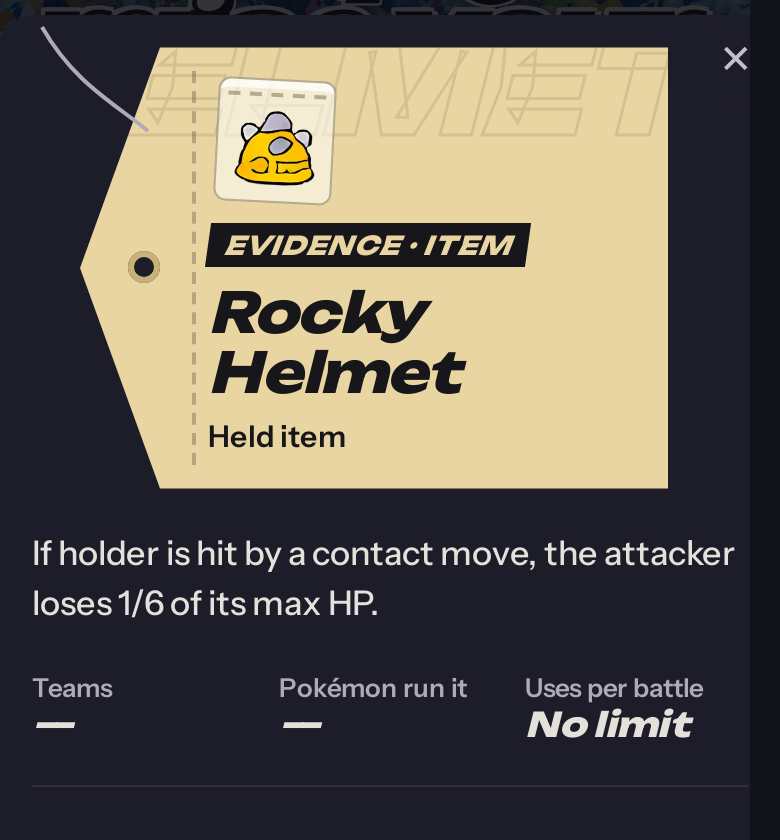 HELMET
EVIDENCE · ITEM
Rocky
Helmet
Held item
If holder is hit by a contact move, the attacker
loses 1/6 of its max HP.
Teams Pokémon run it Uses per battle
— — No limit